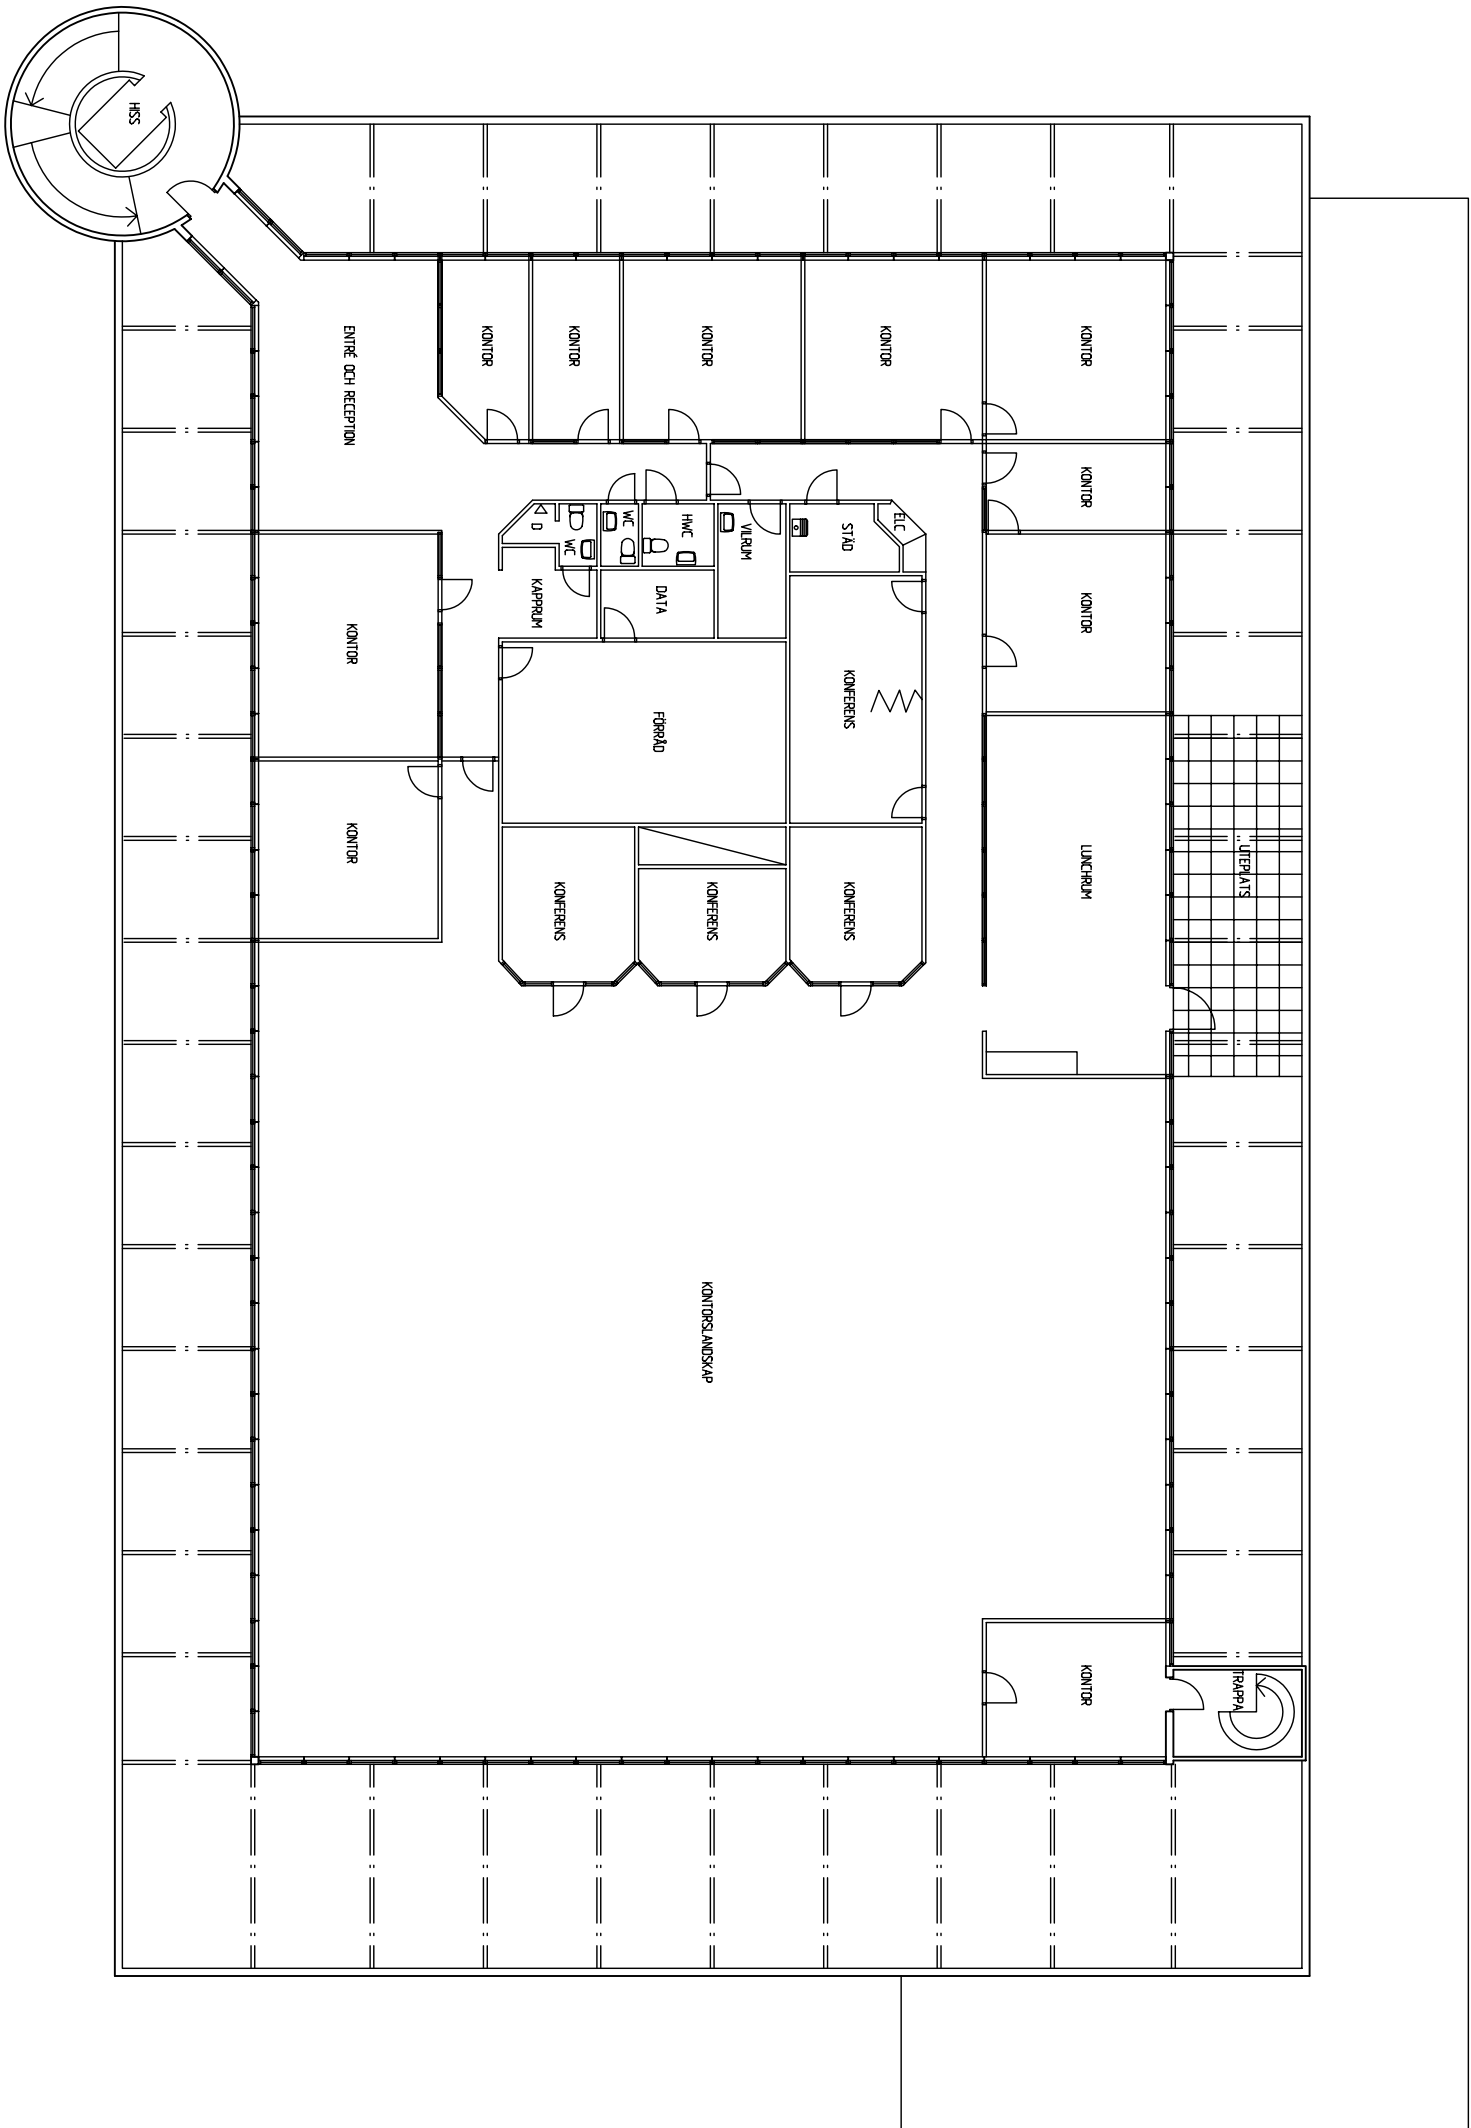 HISS
ENTRÉ OCH RECEPTION
KONTOR
KONTOR
KONTOR
KONTOR
KONTOR
KONTOR
KONTOR
ELC
STÄD
VILRUM
HWC
WC
WC
D
KAPPRUM
DATA
KONTOR
KONTOR
FÖRRÅD
KONFERENS
KONFERENS
KONFERENS
KONFERENS
LUNCHRUM
UTEPLATS
KONTORSLANDSKAP
KONTOR
TRAPPA